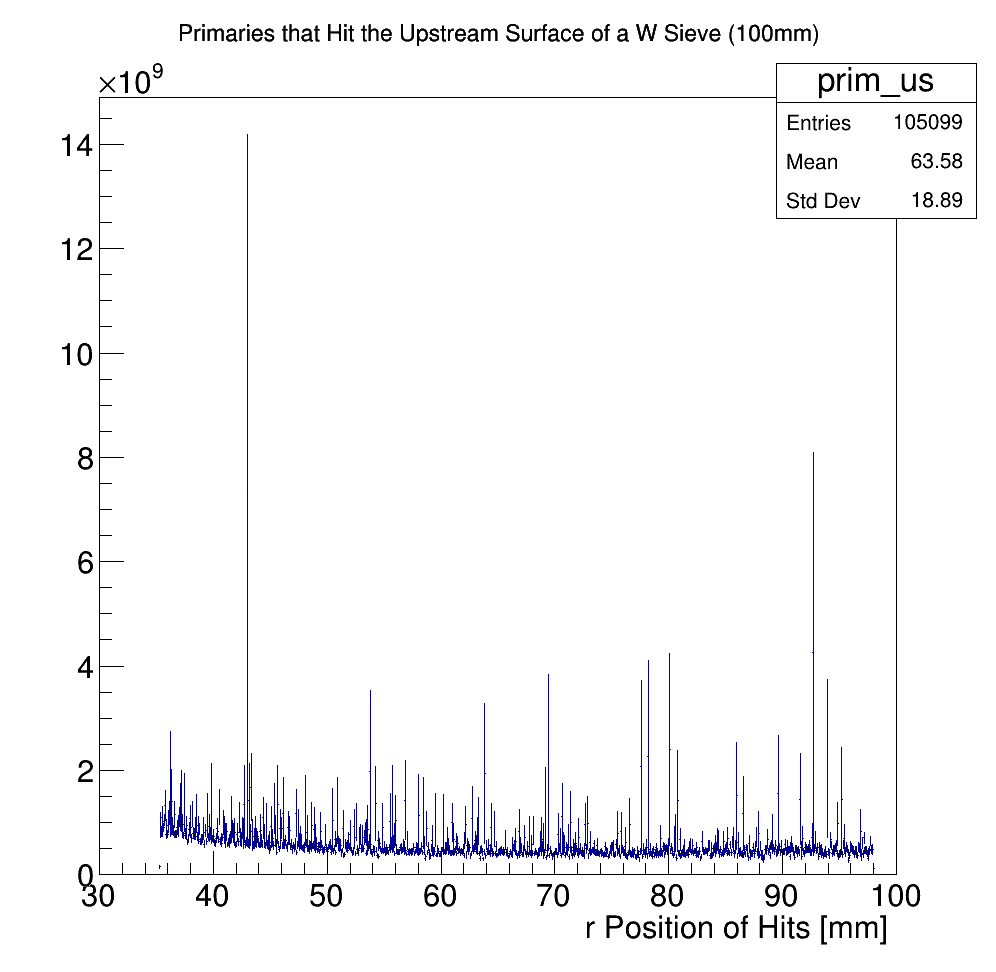 Primaries that Hit the Upstream Surface of a W Sieve (100mm)
×10⁹
prim_us
Entries 105099
Mean 63.58
Std Dev 18.89
14
12
10
8
6
4
2
0
30 40 50 60 70 80 90 100
r Position of Hits [mm]